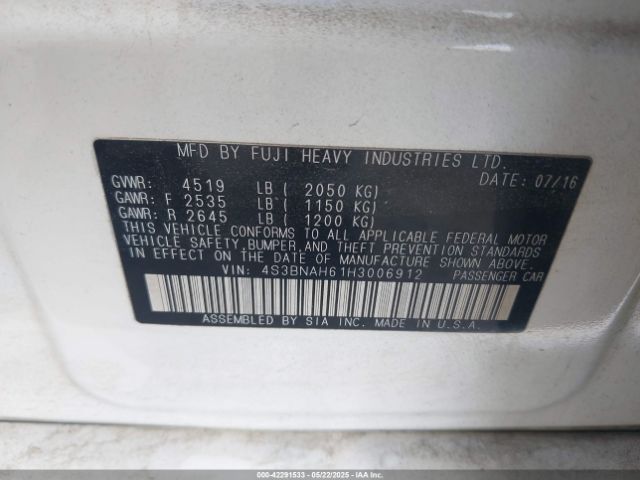 MFD BY FUJI HEAVY INDUSTRIES LTD.
DATE: 07/16
GVWR: 4519 LB ( 2050 KG)
GAWR: F 2535 LB ( 1150 KG)
GAWR: R 2645 LB ( 1200 KG)
THIS VEHICLE CONFORMS TO ALL APPLICABLE FEDERAL MOTOR
VEHICLE SAFETY, BUMPER, AND THEFT PREVENTION STANDARDS
IN EFFECT ON THE DATE OF MANUFACTURE SHOWN ABOVE.
VIN: 4S3BNAH61H3006912 PASSENGER CAR
ASSEMBLED BY SIA INC. MADE IN U.S.A.
000-42291533 - 05/22/2025 - IAAI.COM